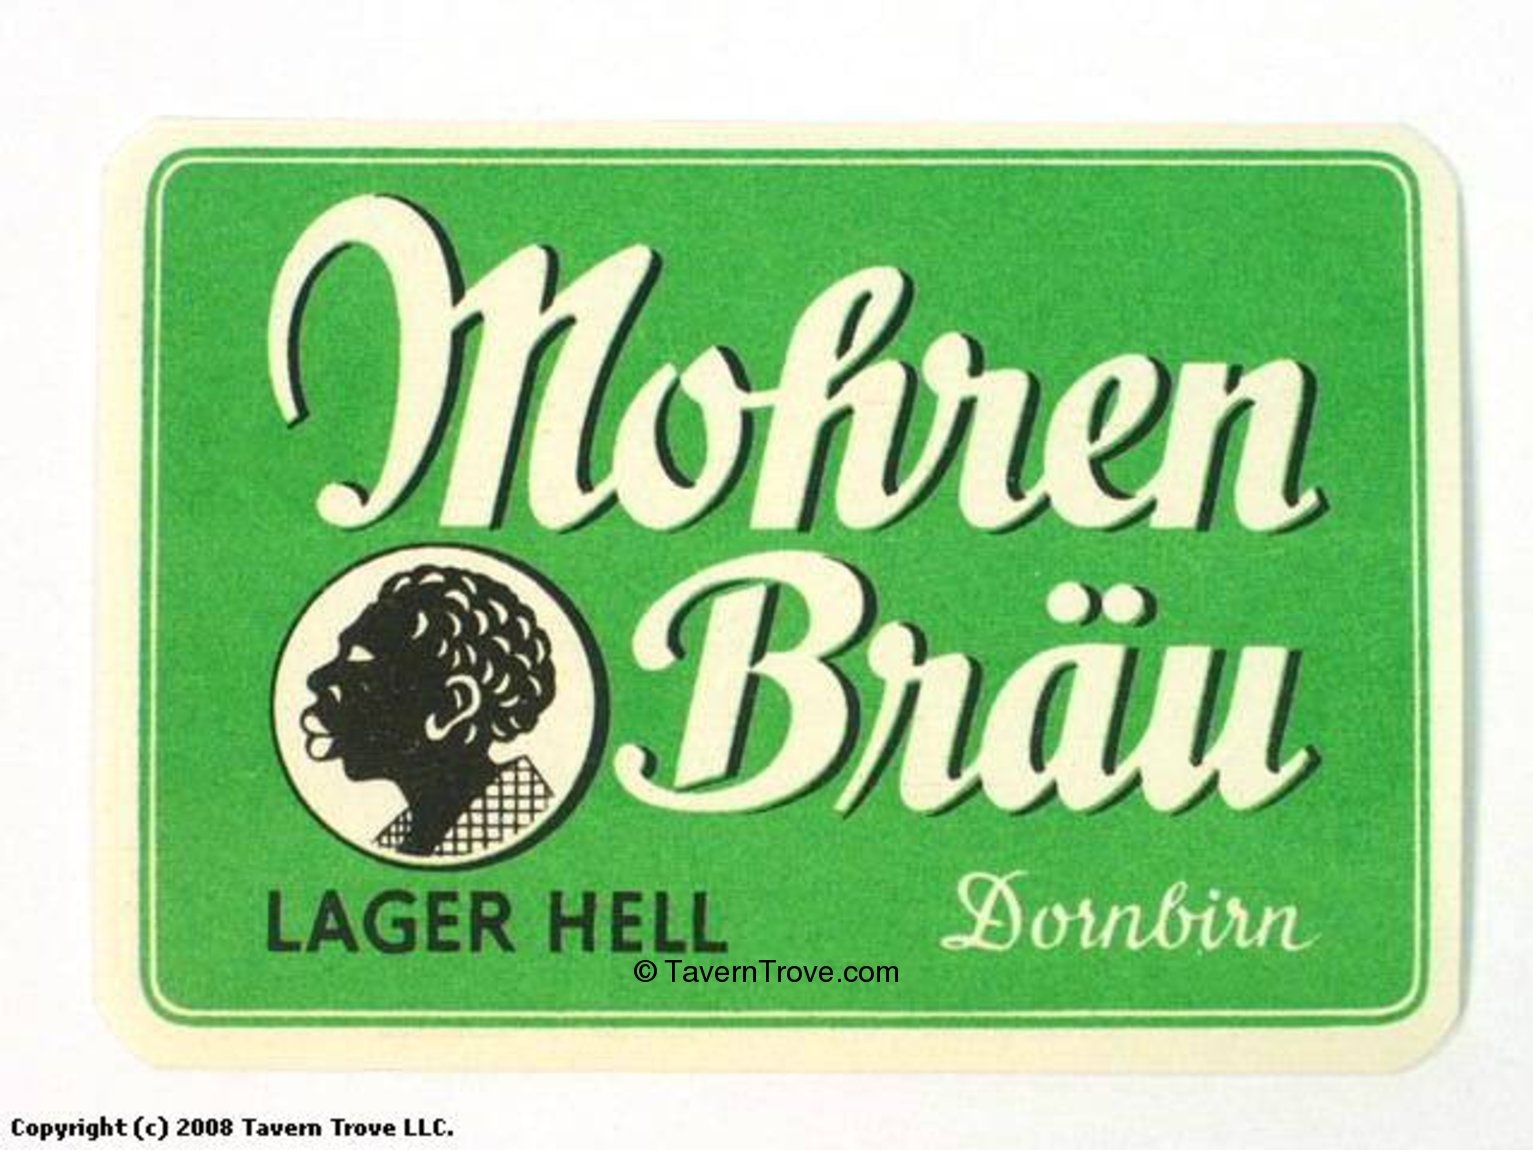 Mohren
Bräu
LAGER HELL
Dornbirn
© TavernTrove.com
Copyright (c) 2008 Tavern Trove LLC.